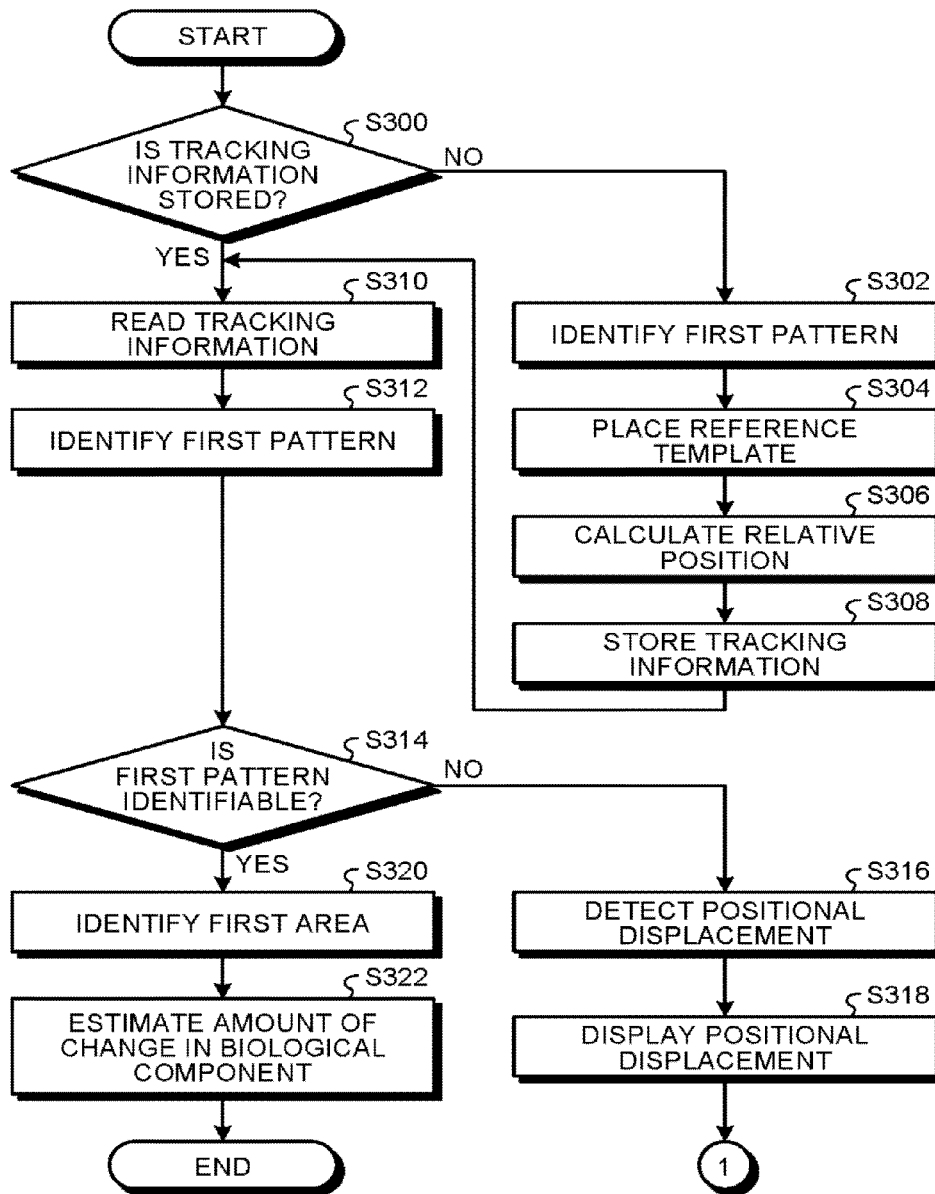 START
S300
IS TRACKING
INFORMATION
STORED?
NO
YES
S310
READ TRACKING
INFORMATION
S312
IDENTIFY FIRST PATTERN
S302
IDENTIFY FIRST PATTERN
S304
PLACE REFERENCE
TEMPLATE
S306
CALCULATE RELATIVE
POSITION
S308
STORE TRACKING
INFORMATION
S314
IS
FIRST PATTERN
IDENTIFIABLE?
NO
YES
S320
IDENTIFY FIRST AREA
S322
ESTIMATE AMOUNT OF
CHANGE IN BIOLOGICAL
COMPONENT
END
S316
DETECT POSITIONAL
DISPLACEMENT
S318
DISPLAY POSITIONAL
DISPLACEMENT
1